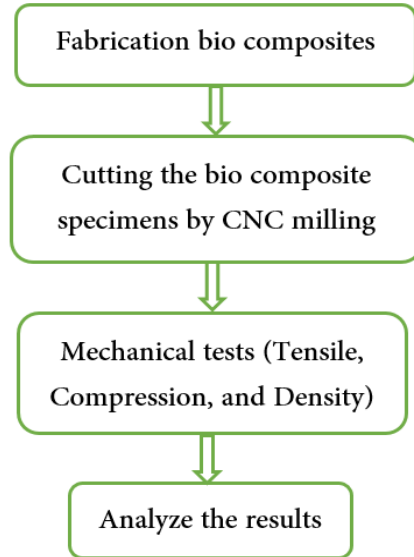 Fabrication bio composites
Cutting the bio composite
specimens by CNC milling
Mechanical tests (Tensile,
Compression, and Density)
Analyze the results